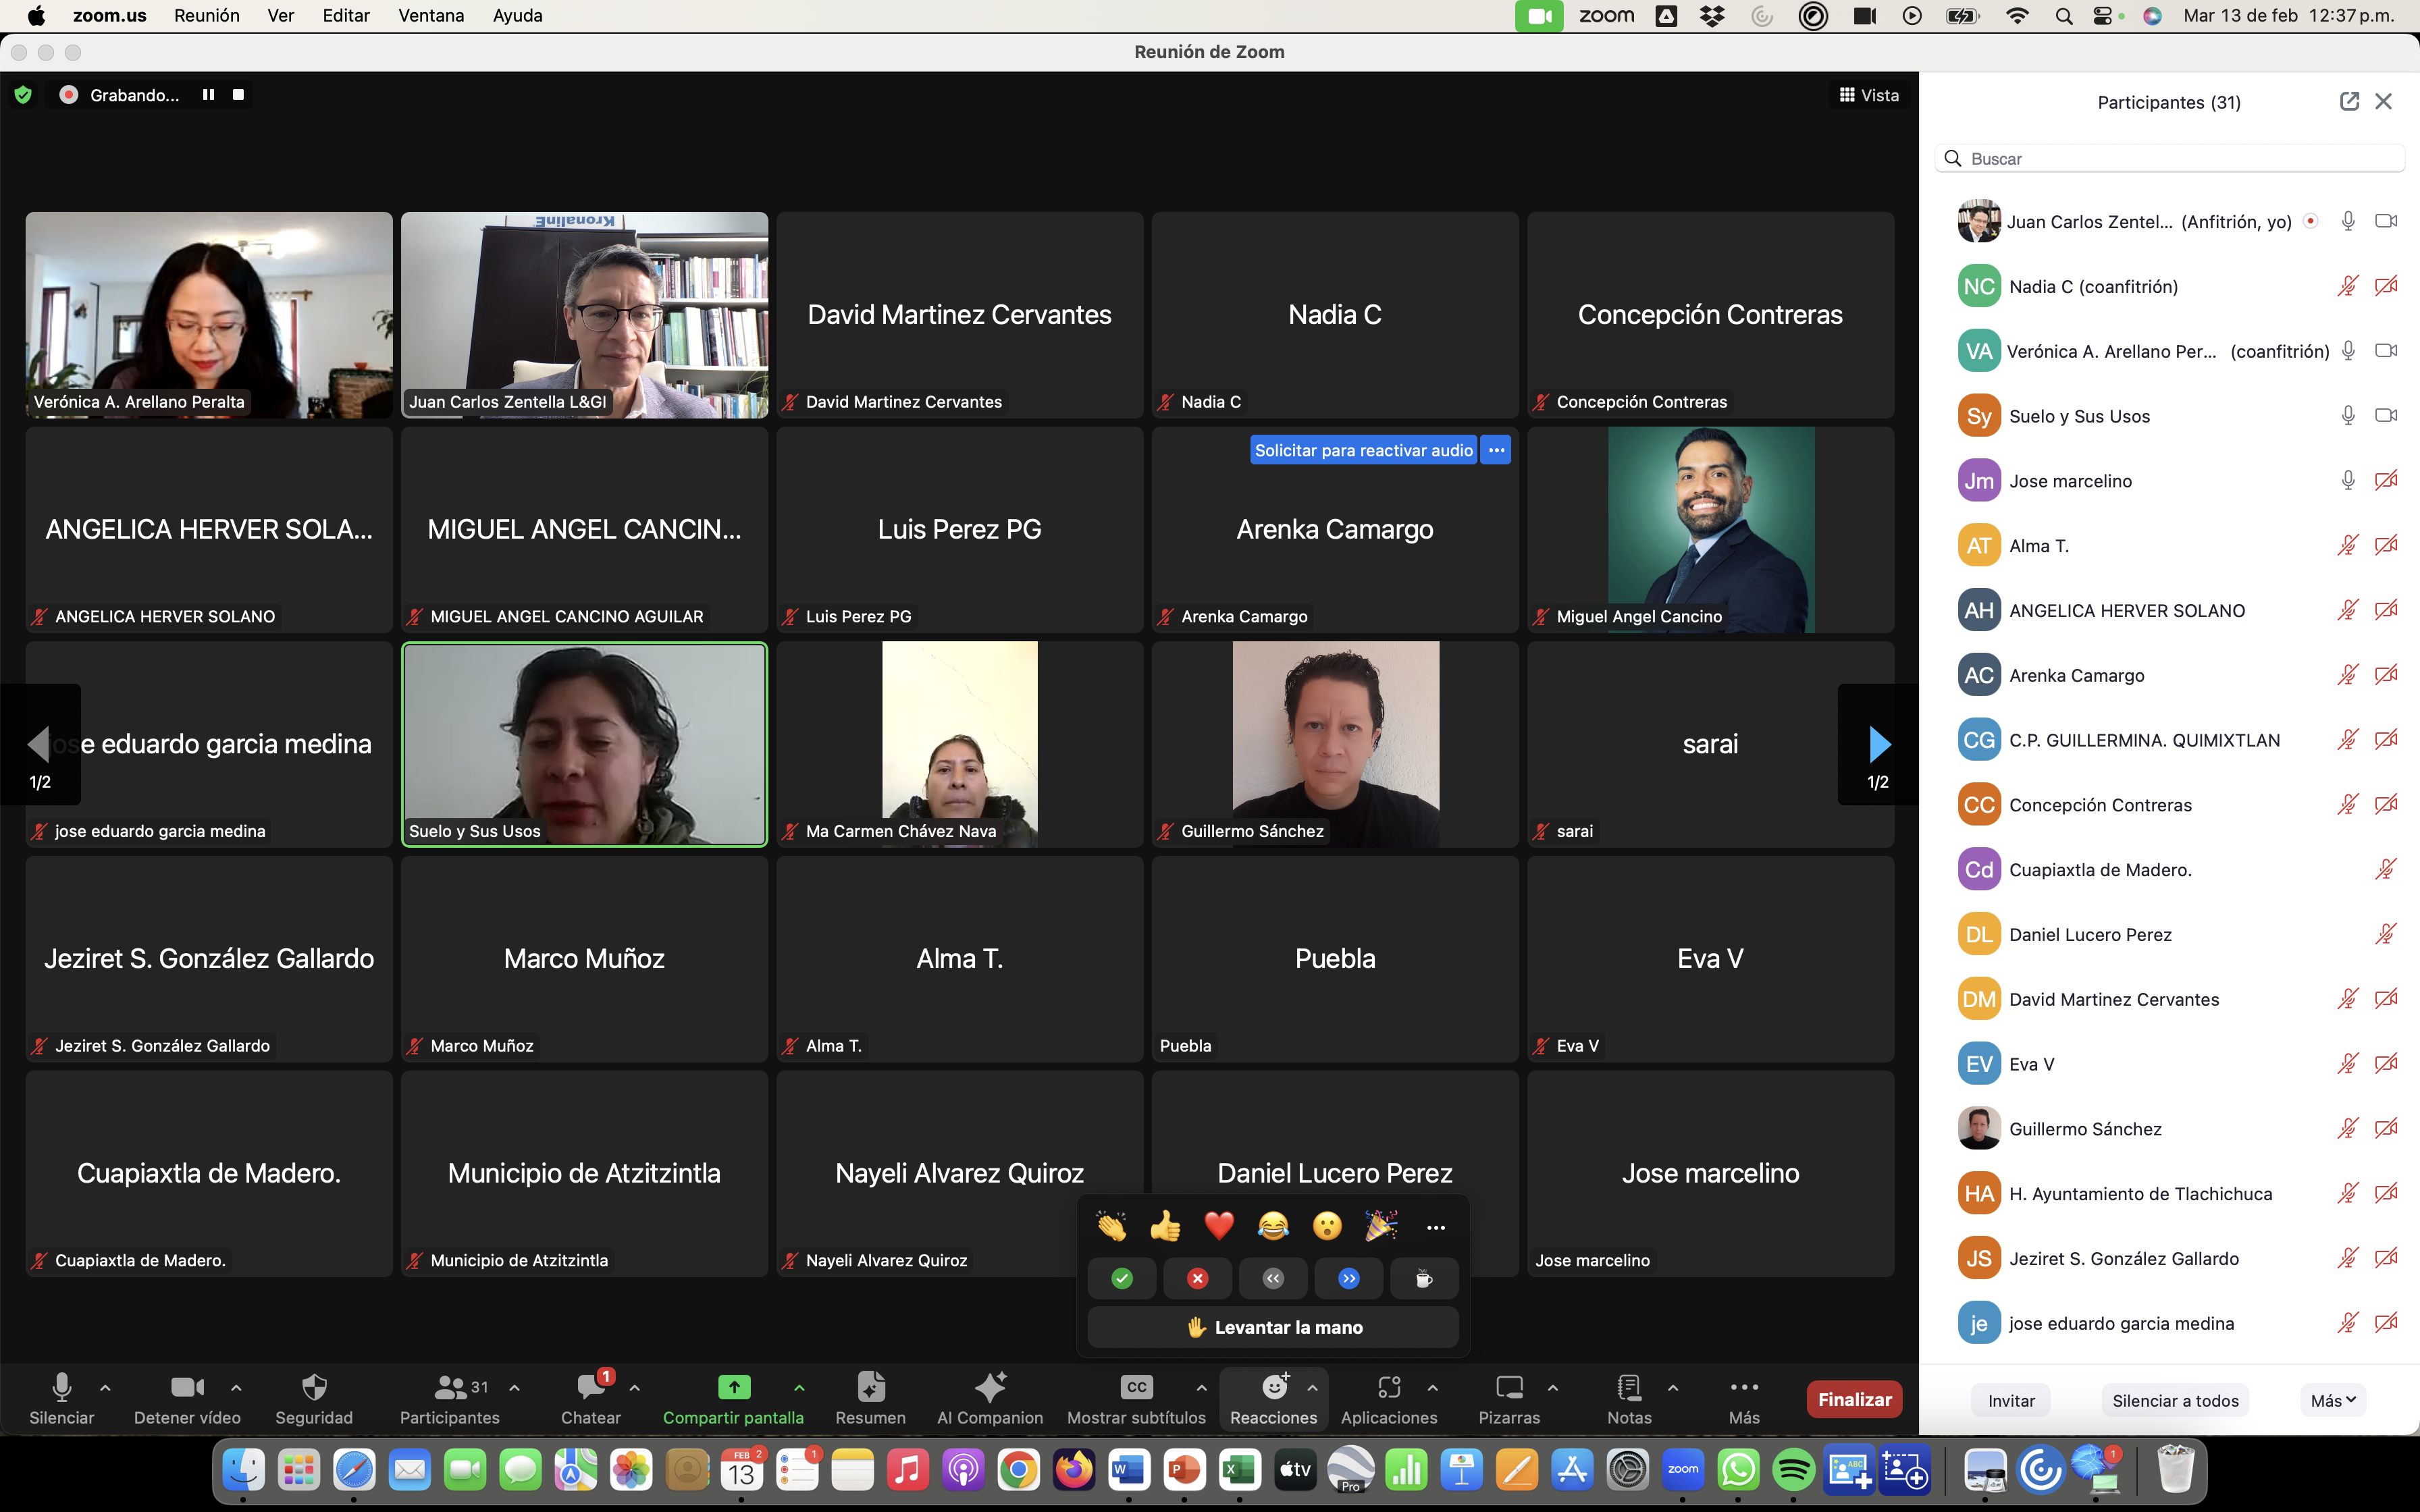 zoom.us Reunión Ver Editar Ventana Ayuda zoom Mar 13 de feb 12:37 p.m.
Reunión de Zoom
Grabando... Vista
Participantes (31)
Buscar
KronalinE
Verónica A. Arellano Peralta
Juan Carlos Zentella L&GI
David Martinez Cervantes
David Martinez Cervantes
Nadia C
Nadia C
Concepción Contreras
Concepción Contreras
ANGELICA HERVER SOLA...
ANGELICA HERVER SOLANO
MIGUEL ANGEL CANCIN...
MIGUEL ANGEL CANCINO AGUILAR
Luis Perez PG
Luis Perez PG
Solicitar para reactivar audio ...
Arenka Camargo
Arenka Camargo
Miguel Angel Cancino
ose eduardo garcia medina
1/2
jose eduardo garcia medina
Suelo y Sus Usos
Ma Carmen Chávez Nava
Guillermo Sánchez
sarai
sarai
1/2
Jeziret S. González Gallardo
Jeziret S. González Gallardo
Marco Muñoz
Marco Muñoz
Alma T.
Alma T.
Puebla
Puebla
Eva V
Eva V
Cuapiaxtla de Madero.
Cuapiaxtla de Madero.
Municipio de Atzitzintla
Municipio de Atzitzintla
Nayeli Alvarez Quiroz
Nayeli Alvarez Quiroz
Daniel Lucero Perez
Jose marcelino
Jose marcelino
Levantar la mano
Juan Carlos Zentel... (Anfitrión, yo)
NC Nadia C (coanfitrión)
VA Verónica A. Arellano Per... (coanfitrión)
Sy Suelo y Sus Usos
Jm Jose marcelino
AT Alma T.
AH ANGELICA HERVER SOLANO
AC Arenka Camargo
CG C.P. GUILLERMINA. QUIMIXTLAN
CC Concepción Contreras
Cd Cuapiaxtla de Madero.
DL Daniel Lucero Perez
DM David Martinez Cervantes
EV Eva V
Guillermo Sánchez
HA H. Ayuntamiento de Tlachichuca
JS Jeziret S. González Gallardo
je jose eduardo garcia medina
Invitar Silenciar a todos Más
31 1 CC
Silenciar Detener vídeo Seguridad Participantes Chatear Compartir pantalla Resumen AI Companion Mostrar subtítulos Reacciones Aplicaciones Pizarras Notas Más Finalizar
FEB 13 2 1 W P X tv Pro zoom ABC 1